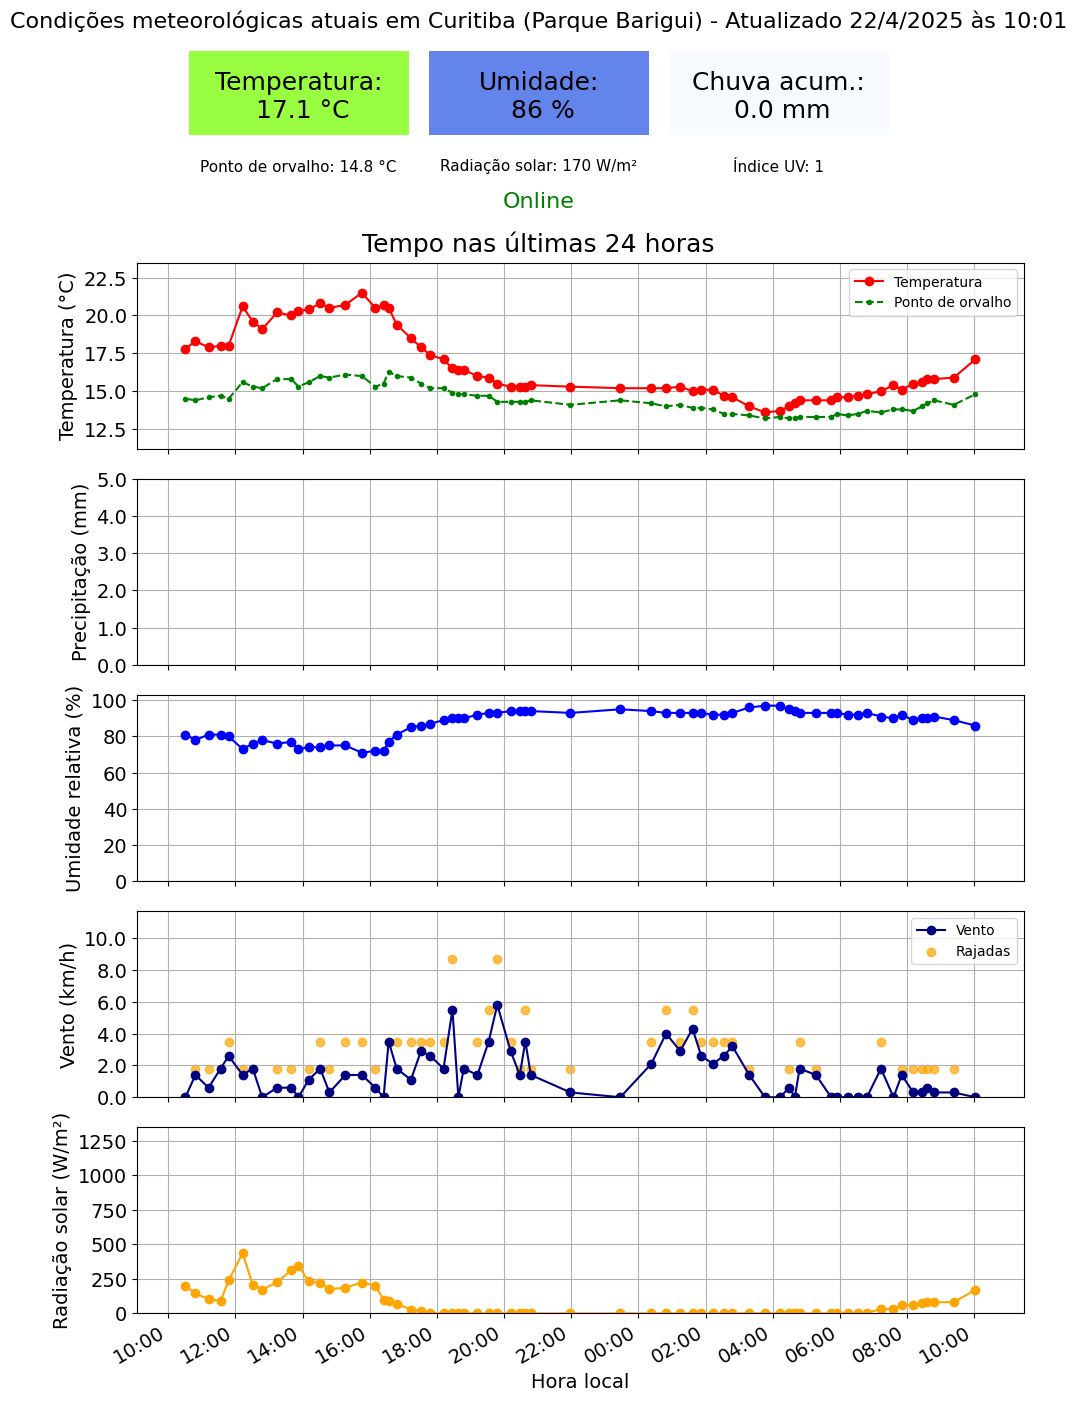 Condições meteorológicas atuais em Curitiba (Parque Barigui) - Atualizado 22/4/2025 às 10:01
Temperatura:
17.1 °C
Umidade:
86 %
Chuva acum.:
0.0 mm
Ponto de orvalho: 14.8 °C
Radiação solar: 170 W/m²
Índice UV: 1
Online
Tempo nas últimas 24 horas
Temperatura (°C)
22.5
20.0
17.5
15.0
12.5
Temperatura
Ponto de orvalho
Precipitação (mm)
5.0
4.0
3.0
2.0
1.0
0.0
Umidade relativa (%)
100
80
60
40
20
0
Vento (km/h)
10.0
8.0
6.0
4.0
2.0
0.0
Vento
Rajadas
Radiação solar (W/m²)
1250
1000
750
500
250
0
10:00
12:00
14:00
16:00
18:00
20:00
22:00
00:00
02:00
04:00
06:00
08:00
10:00
Hora local